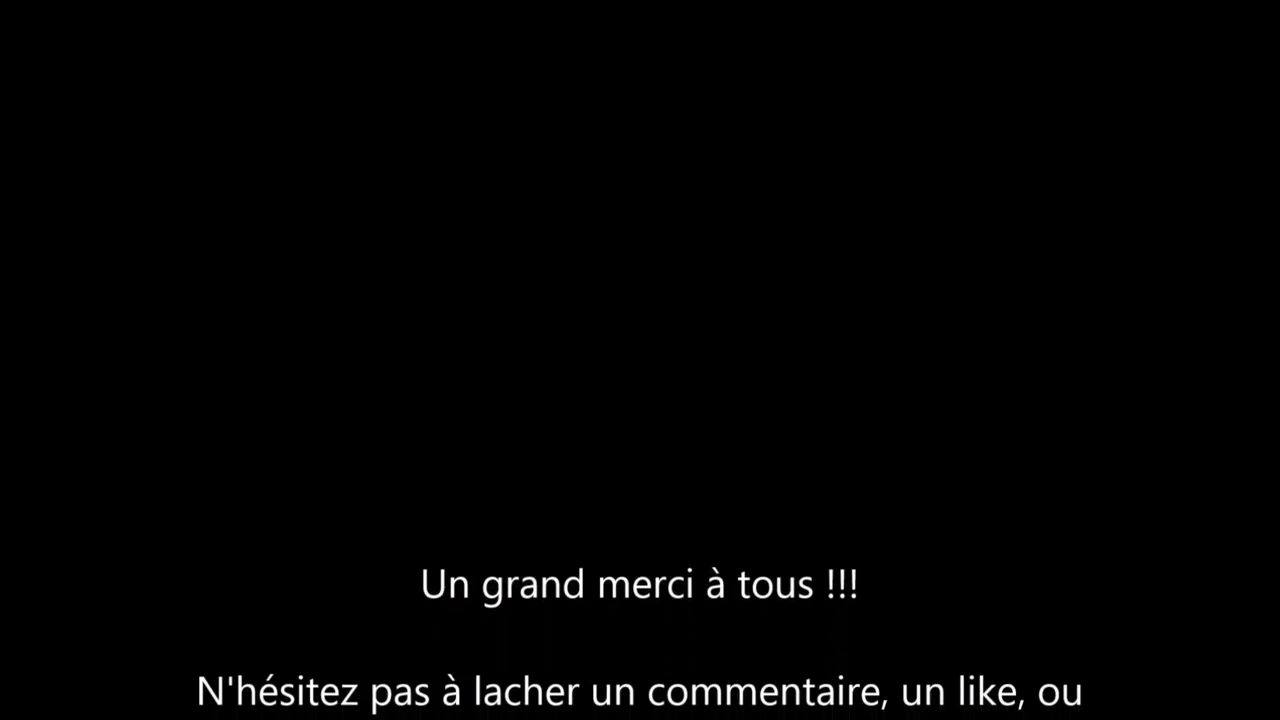 Un grand merci à tous !!!
N'hésitez pas à lacher un commentaire, un like, ou